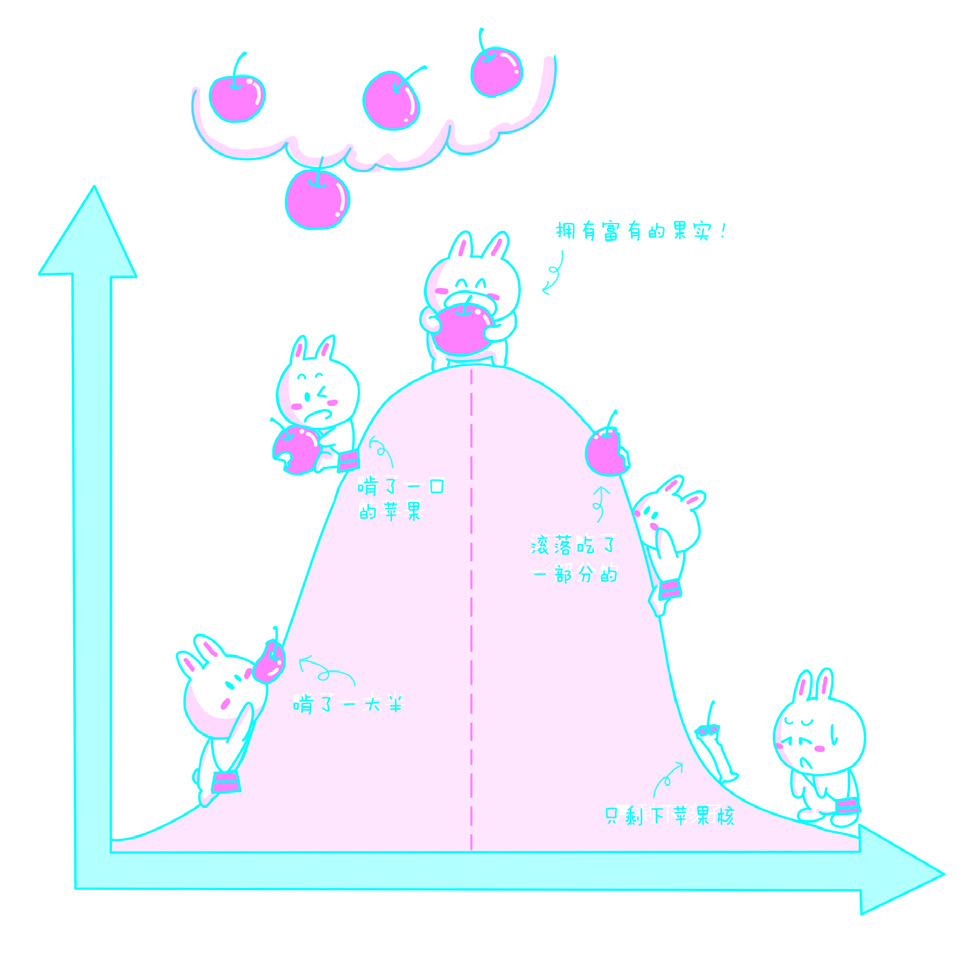 拥有富有的果实！
啃了一口
的苹果
滚落吃了
一部分的
啃了一大半
只剩下苹果核